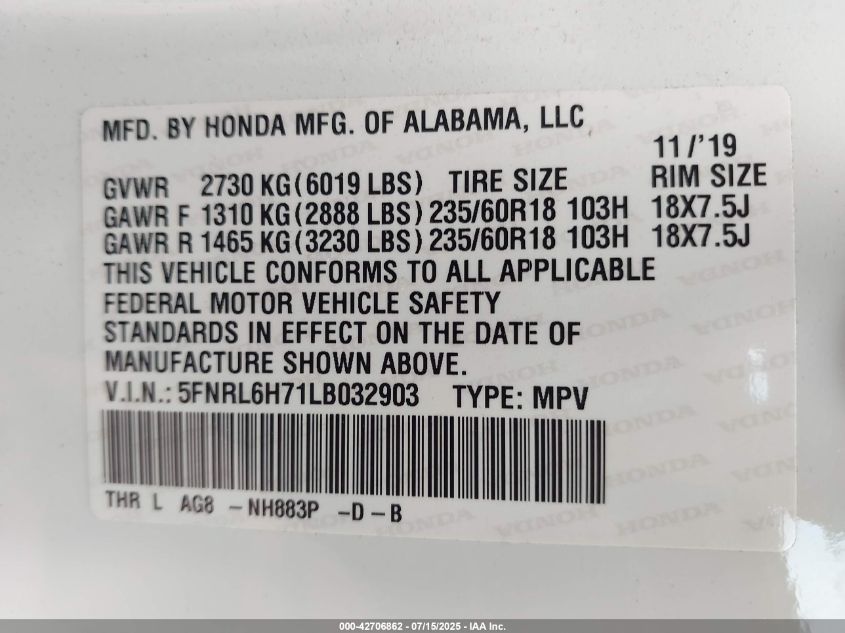 MFD. BY HONDA MFG. OF ALABAMA, LLC
11/'19
GVWR 2730 KG (6019 LBS) TIRE SIZE RIM SIZE
GAWR F 1310 KG (2888 LBS) 235/60R18 103H 18X7.5J
GAWR R 1465 KG (3230 LBS) 235/60R18 103H 18X7.5J
THIS VEHICLE CONFORMS TO ALL APPLICABLE
FEDERAL MOTOR VEHICLE SAFETY
STANDARDS IN EFFECT ON THE DATE OF
MANUFACTURE SHOWN ABOVE.
V.I.N.: 5FNRL6H71LB032903 TYPE: MPV
THR L AG8 -NH883P -D-B
000-42706862 / 07/15/2025 - IAA Inc.